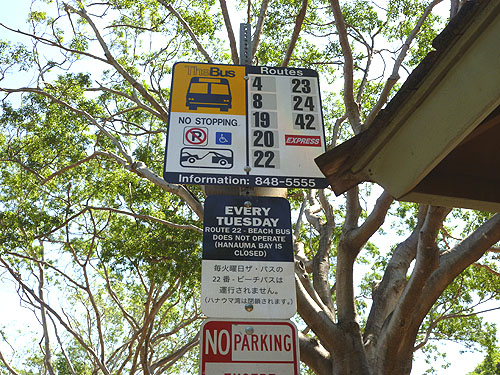 TheBus
NO STOPPING
Routes
4 23
8 24
19 42
20 EXPRESS
22
Information: 848-5555
EVERY
TUESDAY
ROUTE 22 - BEACH BUS
DOES NOT OPERATE
(HANAUMA BAY IS
CLOSED)
毎火曜日ザ・バスの
22番-ビーチバスは
運行されません。
(ハナウマ湾は閉鎖されます。)
NO PARKING
EXCEPT